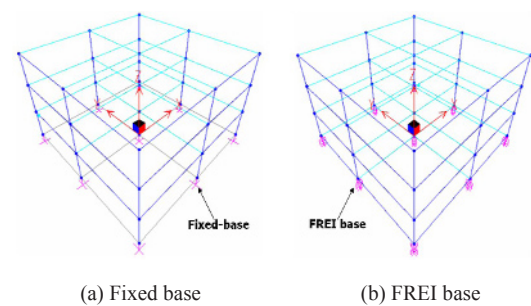 Z
Z
Fixed-base
FREI base
(a) Fixed base
(b) FREI base